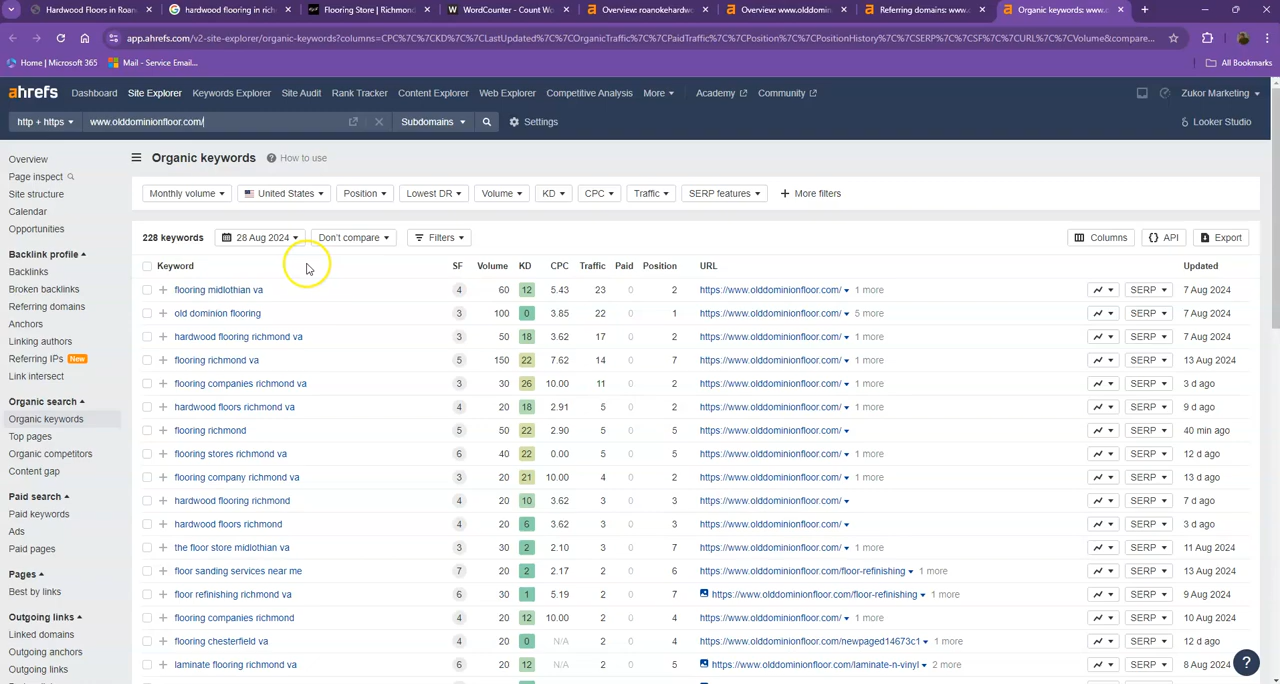 Hardwood Floors in Roan
hardwood flooring in rich
Flooring Store | Richmond
WordCounter - Count Wo
Overview: roanokehardwo
Overview: www.olddomin
Referring domains: www.o
Organic keywords: www.o
app.ahrefs.com/v2-site-explorer/organic-keywords?columns=CPC%7C%7CKD%7C%7CLastUpdated%7C%7COrganicTraffic%7C%7CPaidTraffic%7C%7CPosition%7C%7CPositionHistory%7C%7CSERP%7C%7CSF%7C%7CURL%7C%7CVolume&compare...
Home | Microsoft 365
Mail - Service Email...
All Bookmarks
ahrefs Dashboard Site Explorer Keywords Explorer Site Audit Rank Tracker Content Explorer Web Explorer Competitive Analysis More Academy Community Zukor Marketing
http + https www.olddominionfloor.com/ Subdomains Settings Looker Studio
Overview
Page inspect
Site structure
Calendar
Opportunities
Backlink profile
Backlinks
Broken backlinks
Referring domains
Anchors
Linking authors
Referring IPs New
Link intersect
Organic search
Organic keywords
Top pages
Organic competitors
Content gap
Paid search
Paid keywords
Ads
Paid pages
Pages
Best by links
Outgoing links
Linked domains
Outgoing anchors
Outgoing links
Organic keywords How to use
Monthly volume United States Position Lowest DR Volume KD CPC Traffic SERP features + More filters
228 keywords 28 Aug 2024 Don't compare Filters Columns API Export
Keyword SF Volume KD CPC Traffic Paid Position URL Updated
flooring midlothian va 4 60 12 5.43 23 0 2 https://www.olddominionfloor.com/ 1 more SERP 7 Aug 2024
old dominion flooring 3 100 0 3.85 22 0 1 https://www.olddominionfloor.com/ 5 more SERP 7 Aug 2024
hardwood flooring richmond va 3 50 18 3.62 17 0 2 https://www.olddominionfloor.com/ 1 more SERP 7 Aug 2024
flooring richmond va 5 150 22 7.62 14 0 7 https://www.olddominionfloor.com/ 1 more SERP 13 Aug 2024
flooring companies richmond va 3 30 26 10.00 11 0 2 https://www.olddominionfloor.com/ 1 more SERP 3 d ago
hardwood floors richmond va 4 20 18 2.91 5 0 2 https://www.olddominionfloor.com/ 1 more SERP 9 d ago
flooring richmond 5 50 22 2.90 5 0 5 https://www.olddominionfloor.com/ SERP 40 min ago
flooring stores richmond va 6 40 22 0.00 5 0 5 https://www.olddominionfloor.com/ 1 more SERP 12 d ago
flooring company richmond va 4 20 21 10.00 4 0 2 https://www.olddominionfloor.com/ 1 more SERP 13 d ago
hardwood flooring richmond 4 20 10 3.62 3 0 3 https://www.olddominionfloor.com/ SERP 7 d ago
hardwood floors richmond 4 20 6 3.62 3 0 3 https://www.olddominionfloor.com/ SERP 3 d ago
the floor store midlothian va 3 30 2 2.10 3 0 7 https://www.olddominionfloor.com/ 1 more SERP 11 Aug 2024
floor sanding services near me 7 20 2 2.17 2 0 6 https://www.olddominionfloor.com/floor-refinishing 1 more SERP 13 Aug 2024
floor refinishing richmond va 6 30 1 5.19 2 0 7 https://www.olddominionfloor.com/floor-refinishing 1 more SERP 9 Aug 2024
flooring companies richmond 4 20 12 10.00 2 0 4 https://www.olddominionfloor.com/ 1 more SERP 10 Aug 2024
flooring chesterfield va 4 20 0 N/A 2 0 4 https://www.olddominionfloor.com/newpaged14673c1 1 more SERP 12 d ago
laminate flooring richmond va 6 20 12 N/A 2 0 5 https://www.olddominionfloor.com/laminate-n-vinyl 2 more SERP 8 Aug 2024
?